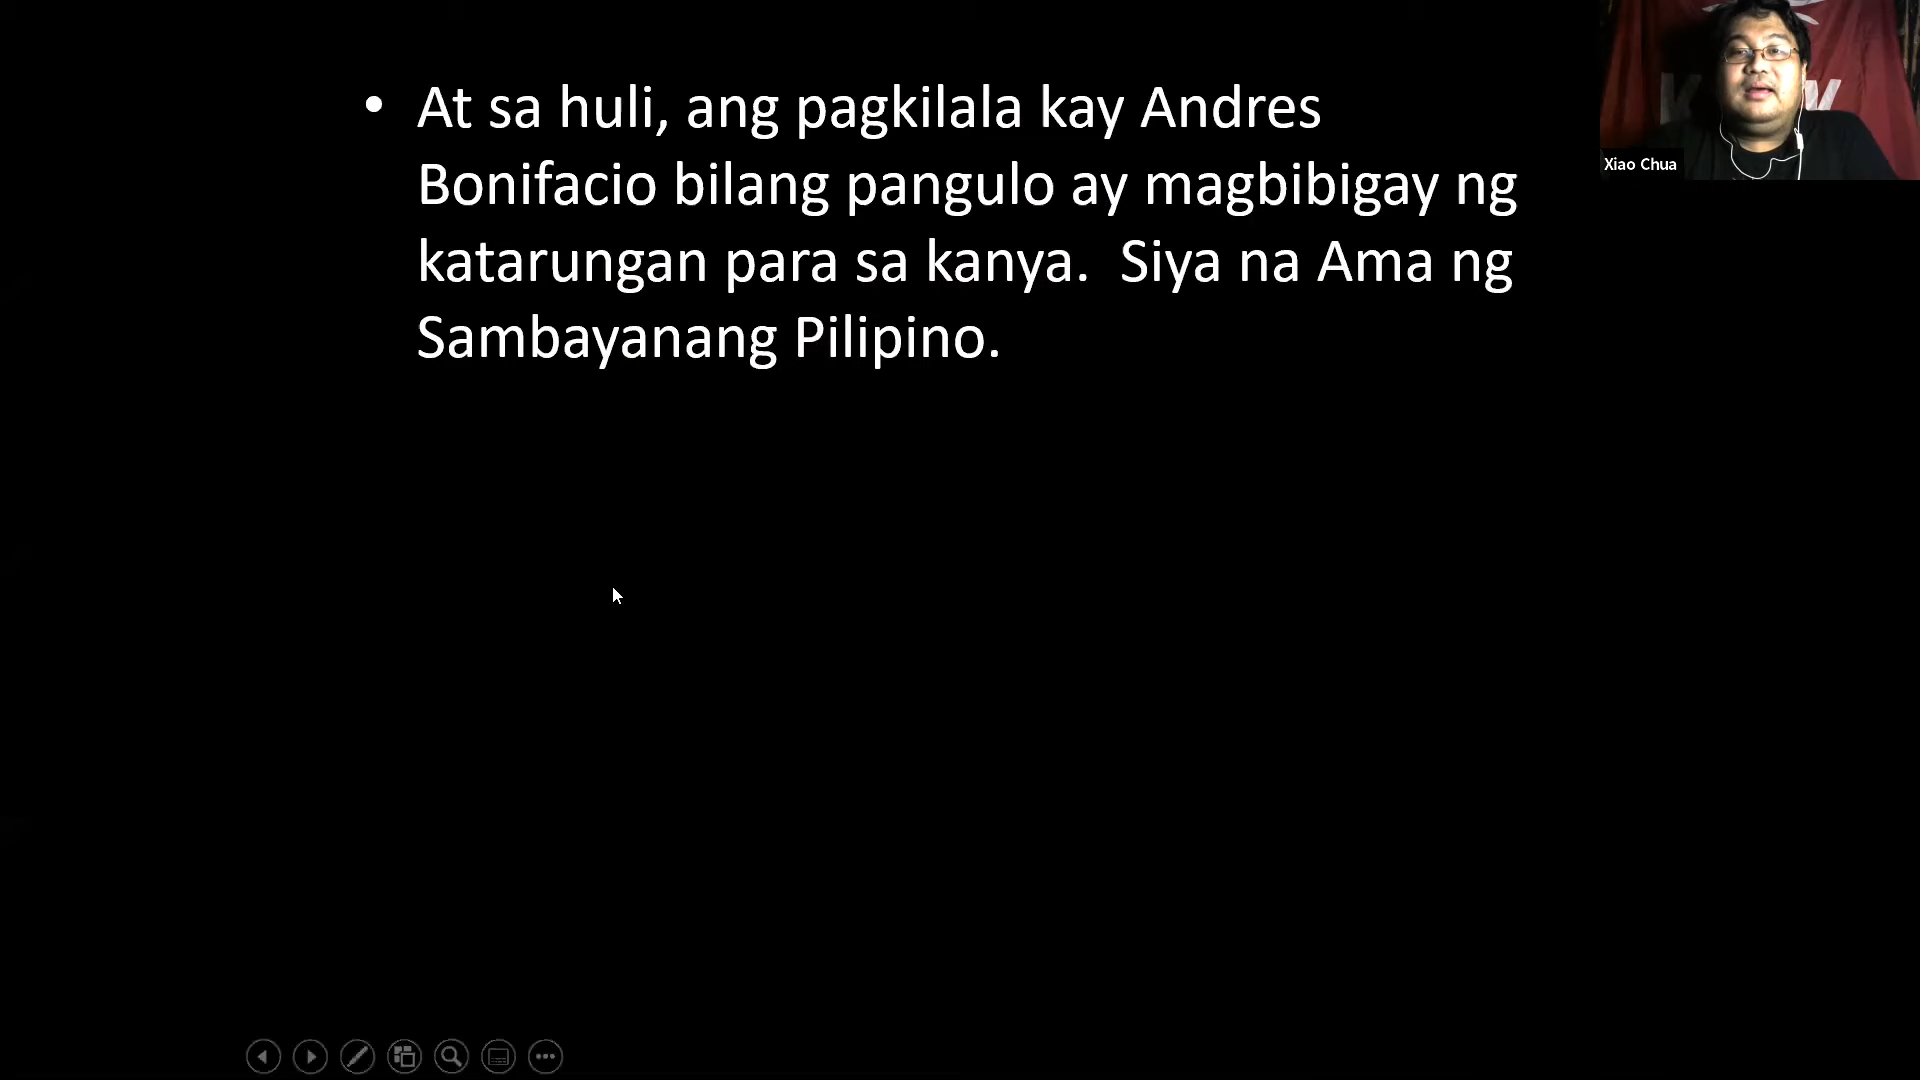 • At sa huli, ang pagkilala kay Andres
Bonifacio bilang pangulo ay magbibigay ng
katarungan para sa kanya.  Siya na Ama ng
Sambayanang Pilipino.
Xiao Chua